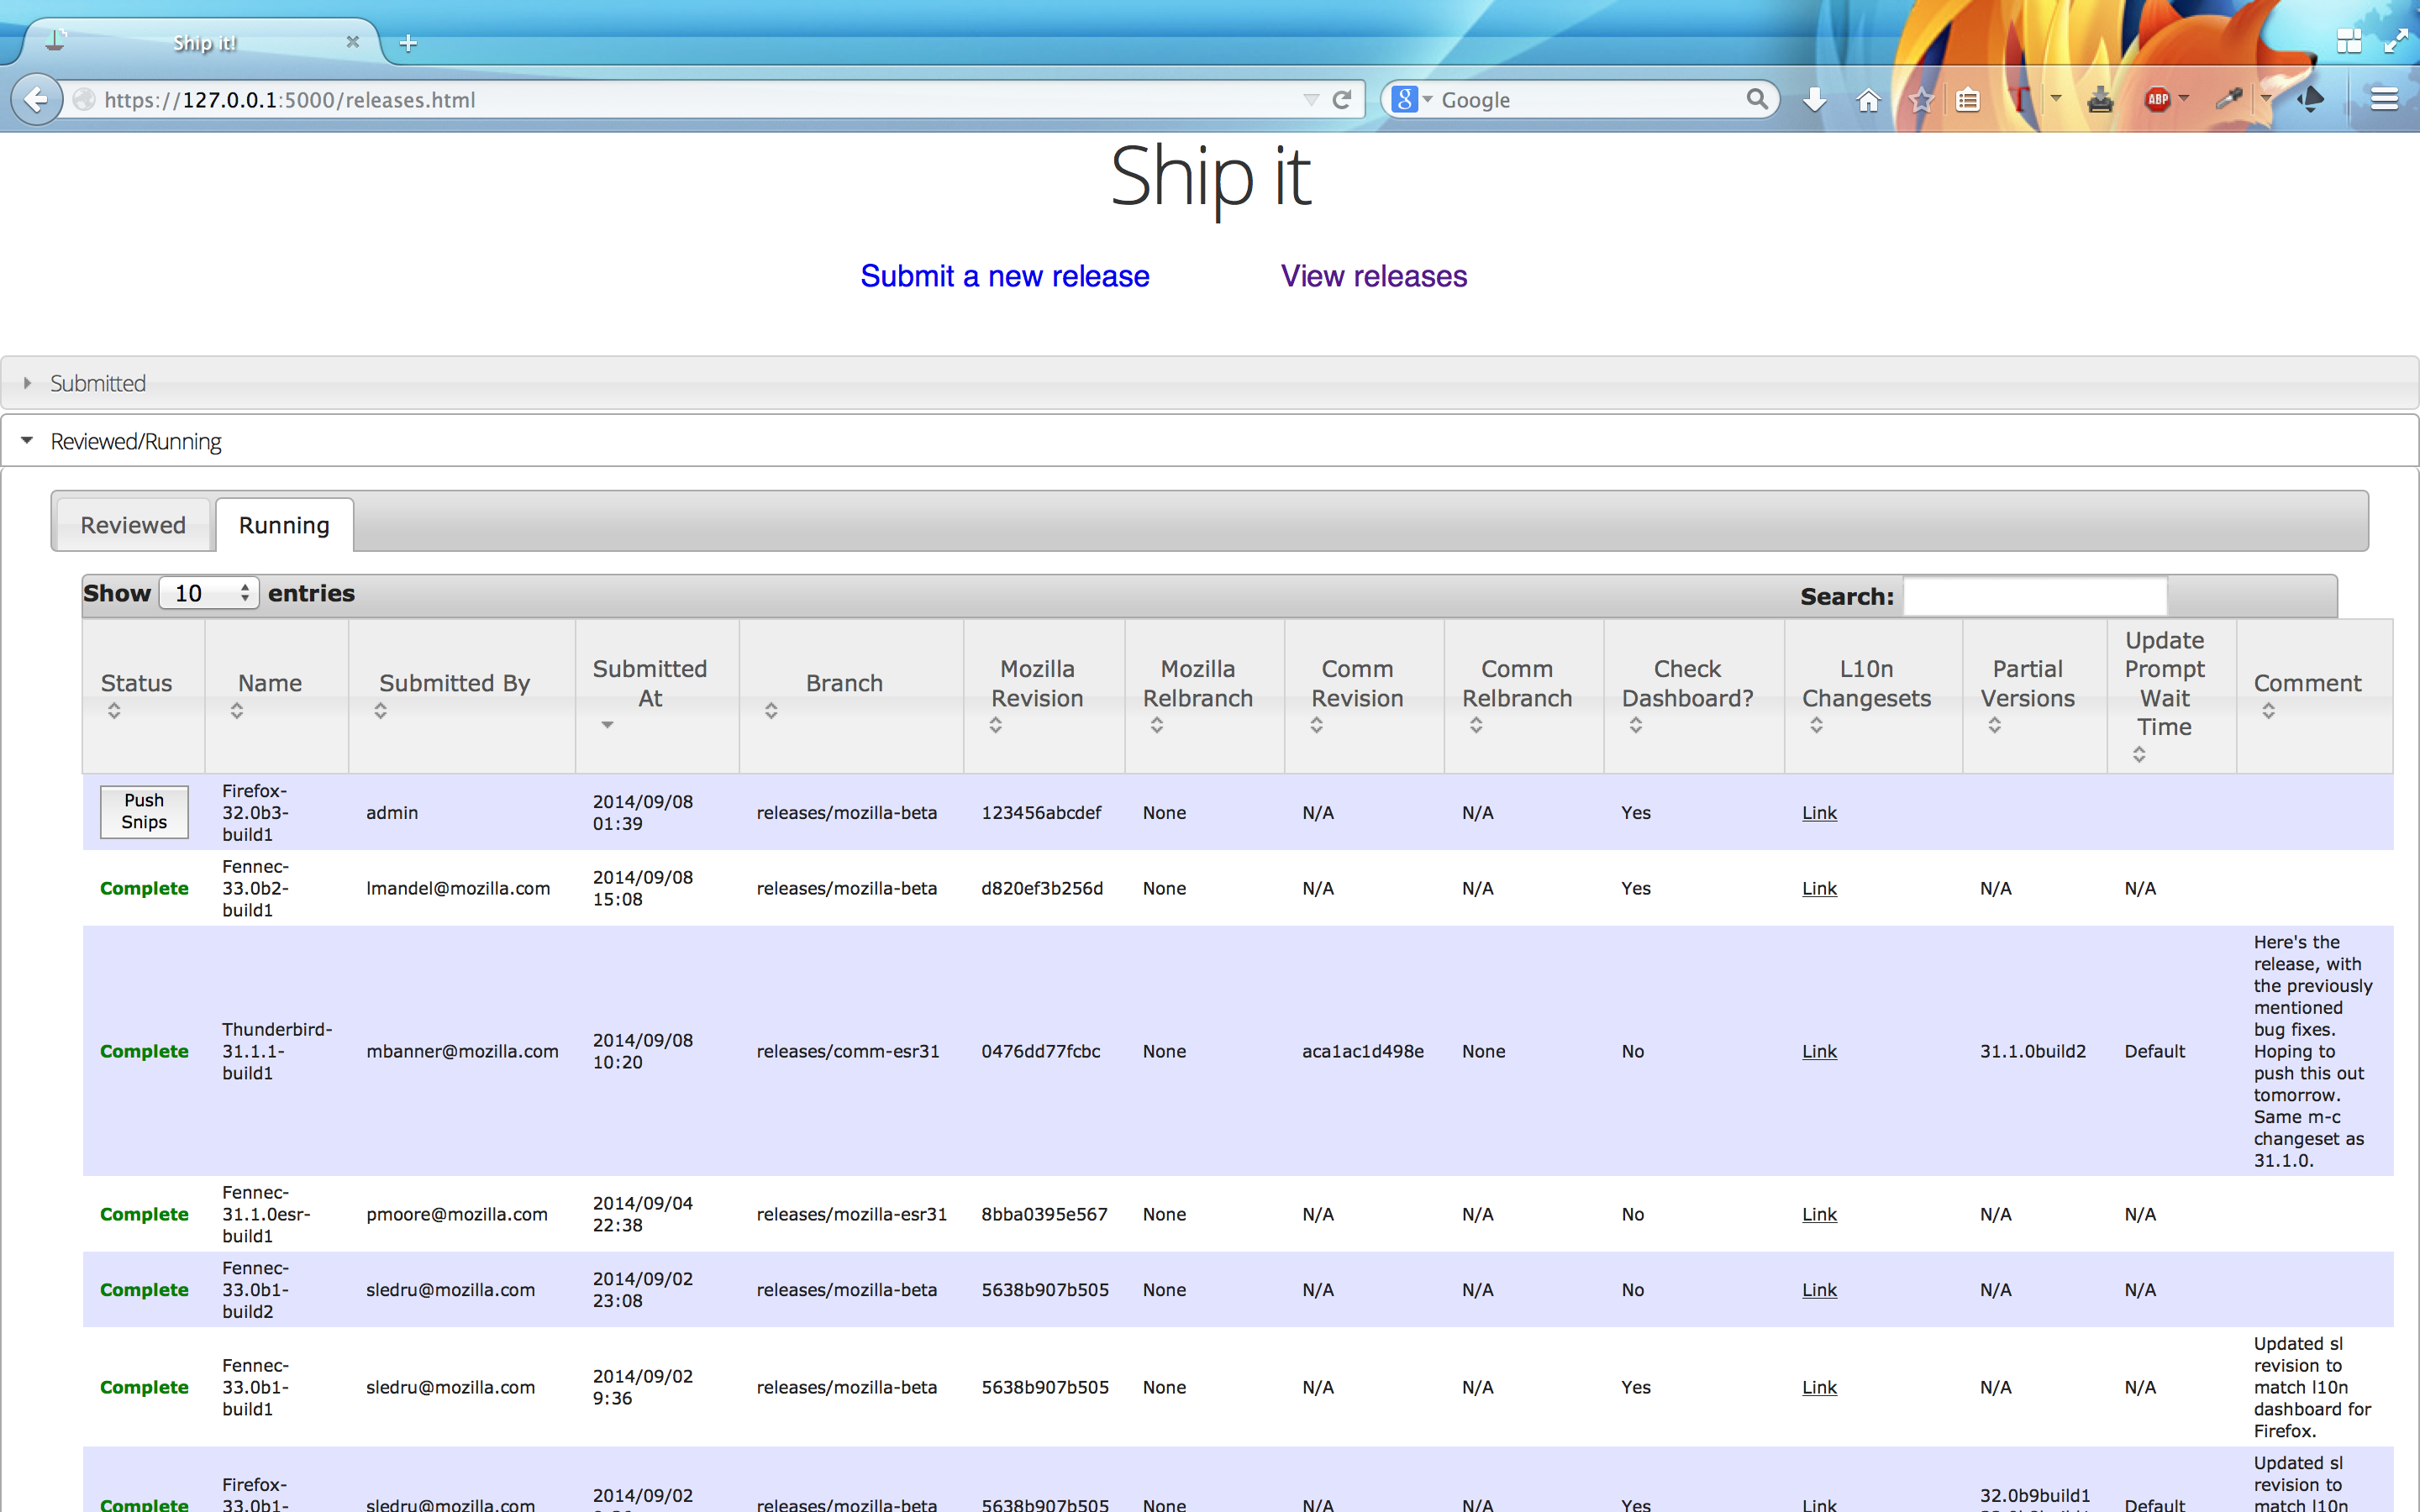 Ship it!
https://127.0.0.1:5000/releases.html
Google
ABP
Ship it
Submit a new release
View releases
Submitted
Reviewed/Running
Reviewed
Running
Show 10 entries
Search:
Status
Name
Submitted By
Submitted
At
Branch
Mozilla
Revision
Mozilla
Relbranch
Comm
Revision
Comm
Relbranch
Check
Dashboard?
L10n
Changesets
Partial
Versions
Update
Prompt
Wait
Time
Comment
Push
Snips
Firefox-
32.0b3-
build1
admin
2014/09/08
01:39
releases/mozilla-beta
123456abcdef
None
N/A
N/A
Yes
Link
Complete
Fennec-
33.0b2-
build1
lmandel@mozilla.com
2014/09/08
15:08
releases/mozilla-beta
d820ef3b256d
None
N/A
N/A
Yes
Link
N/A
N/A
Complete
Thunderbird-
31.1.1-
build1
mbanner@mozilla.com
2014/09/08
10:20
releases/comm-esr31
0476dd77fcbc
None
aca1ac1d498e
None
No
Link
31.1.0build2
Default
Here's the
release, with
the previously
mentioned
bug fixes.
Hoping to
push this out
tomorrow.
Same m-c
changeset as
31.1.0.
Complete
Fennec-
31.1.0esr-
build1
pmoore@mozilla.com
2014/09/04
22:38
releases/mozilla-esr31
8bba0395e567
None
N/A
N/A
No
Link
N/A
N/A
Complete
Fennec-
33.0b1-
build2
sledru@mozilla.com
2014/09/02
23:08
releases/mozilla-beta
5638b907b505
None
N/A
N/A
No
Link
N/A
N/A
Complete
Fennec-
33.0b1-
build1
sledru@mozilla.com
2014/09/02
9:36
releases/mozilla-beta
5638b907b505
None
N/A
N/A
Yes
Link
N/A
N/A
Updated sl
revision to
match l10n
dashboard for
Firefox.
Complete
Firefox-
33.0b1-
sledru@mozilla.com
2014/09/02
releases/mozilla-beta
5638b907b505
None
N/A
N/A
Yes
Link
32.0b9build1
Default
Updated sl
revision to
match l10n